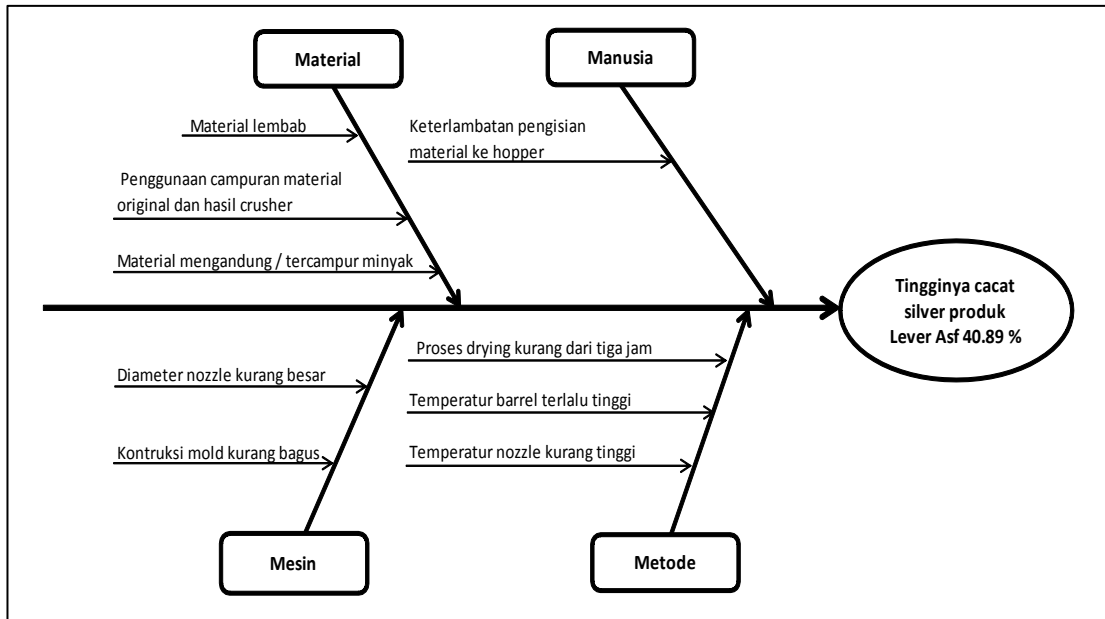 Material
Manusia
Material lembab
Keterlambatan pengisian
material ke hopper
Penggunaan campuran material
original dan hasil crusher
Material mengandung / tercampur minyak
Tingginya cacat
silver produk
Lever Asf 40.89 %
Proses drying kurang dari tiga jam
Diameter nozzle kurang besar
Temperatur barrel terlalu tinggi
Kontruksi mold kurang bagus
Temperatur nozzle kurang tinggi
Mesin
Metode